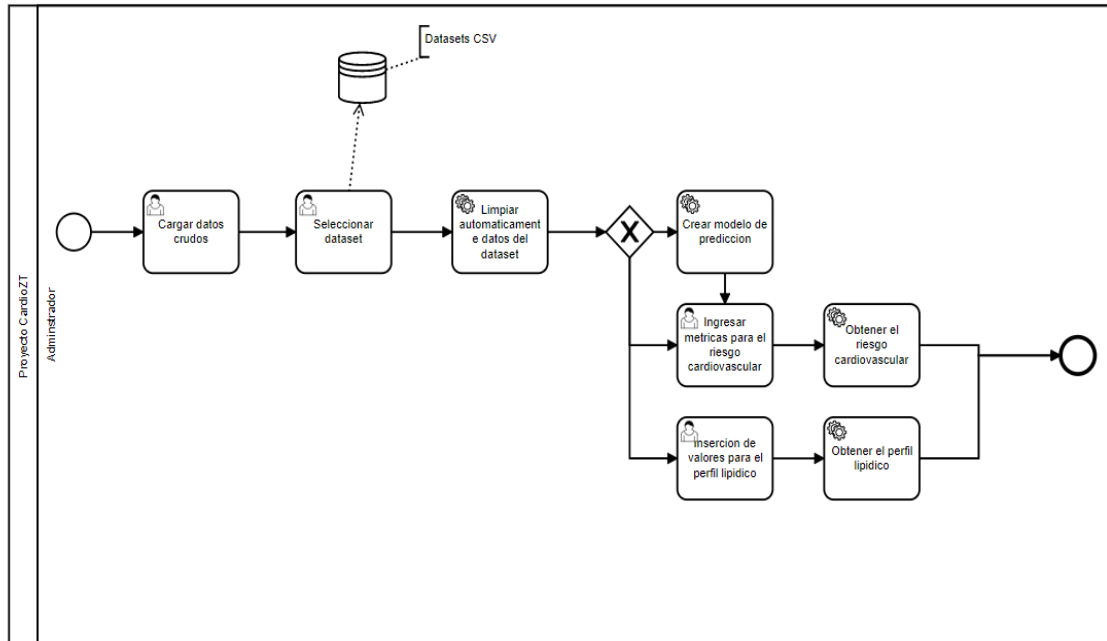 Proyecto CardioZT
Adminstrador
Datasets CSV
Cargar datos
crudos
Seleccionar
dataset
Limpiar
automaticament
e datos del
dataset
X
Crear modelo de
prediccion
Ingresar
metricas para el
riesgo
cardiovascular
Obtener el
riesgo
cardiovascular
Insercion de
valores para el
perfil lipidico
Obtener el perfil
lipidico